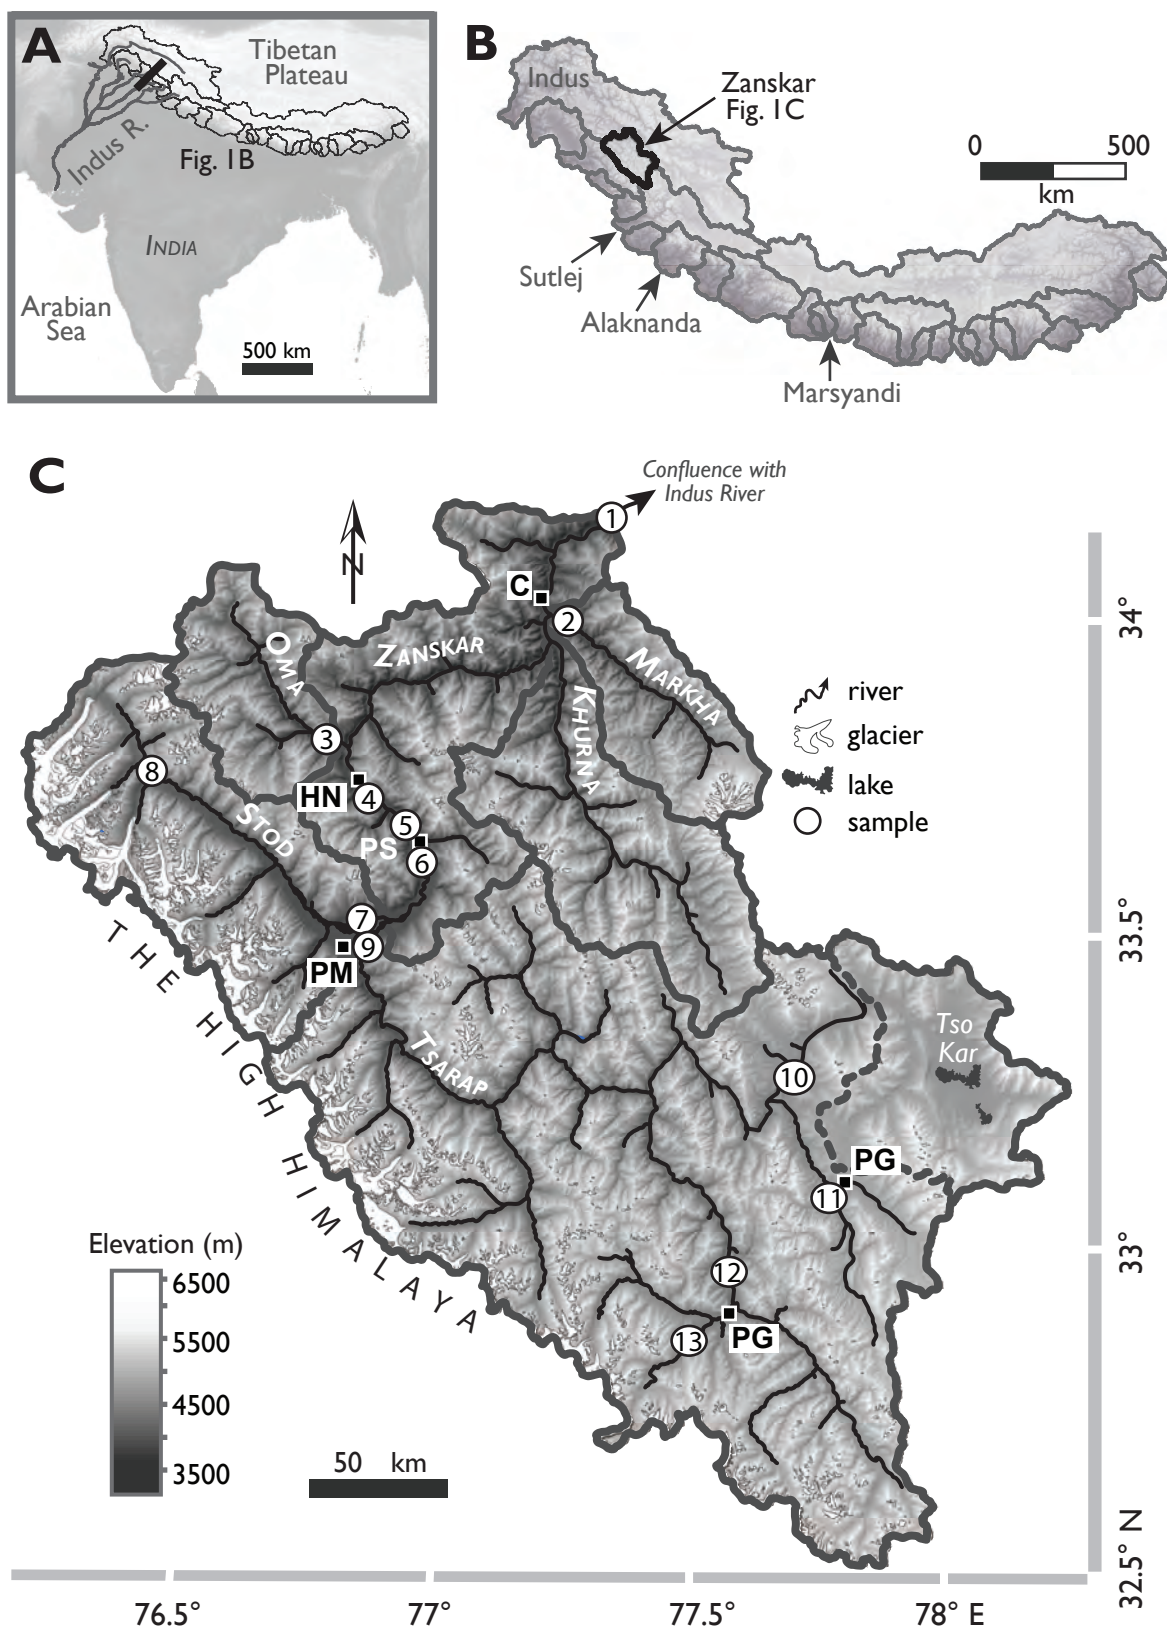 A
Tibetan
Plateau
Indus R.
Fig. 1B
INDIA
Arabian
Sea
500 km
B
Indus
Zanskar
Fig. 1C
0 500
km
Sutlej
Alaknanda
Marsyandi
C
Confluence with
Indus River
1
N
C
2
OMA
ZANSKAR
MARKHA
KHURNA
river
glacier
lake
sample
3
8
HN
4
5
PS
6
STOD
7
9
PM
THE HIGH HIMALAYA
TSARAP
Tso
Kar
10
PG
11
12
PG
13
Elevation (m)
6500
5500
4500
3500
50 km
34°
33.5°
33°
32.5° N
76.5° 77° 77.5° 78° E